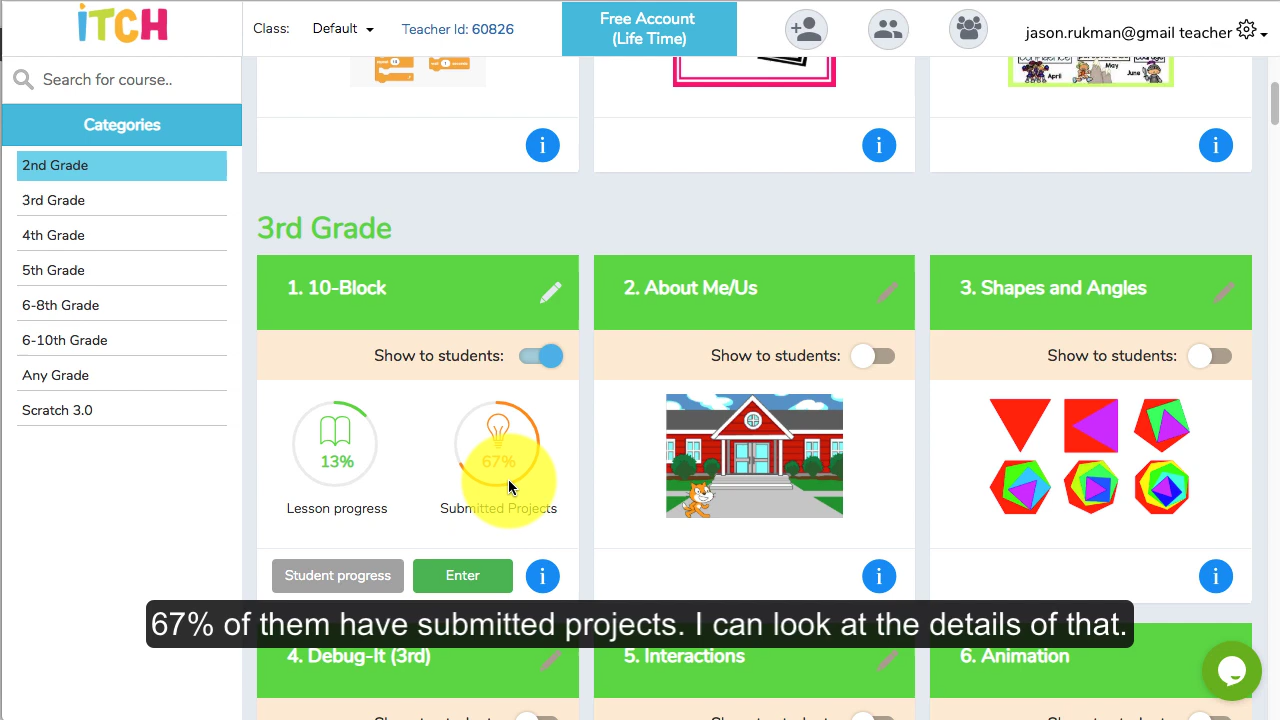 iTCH
Class: Default
Teacher Id: 60826
Free Account
(Life Time)
jason.rukman@gmail teacher
Search for course..
Categories
2nd Grade
3rd Grade
4th Grade
5th Grade
6-8th Grade
6-10th Grade
Any Grade
Scratch 3.0
April
May
June
i
i
i
3rd Grade
1. 10-Block
2. About Me/Us
3. Shapes and Angles
Show to students:
Show to students:
Show to students:
13%
67%
Lesson progress
Submitted Projects
Student progress
Enter
i
i
i
67% of them have submitted projects. I can look at the details of that.
4. Debug-It (3rd)
5. Interactions
6. Animation